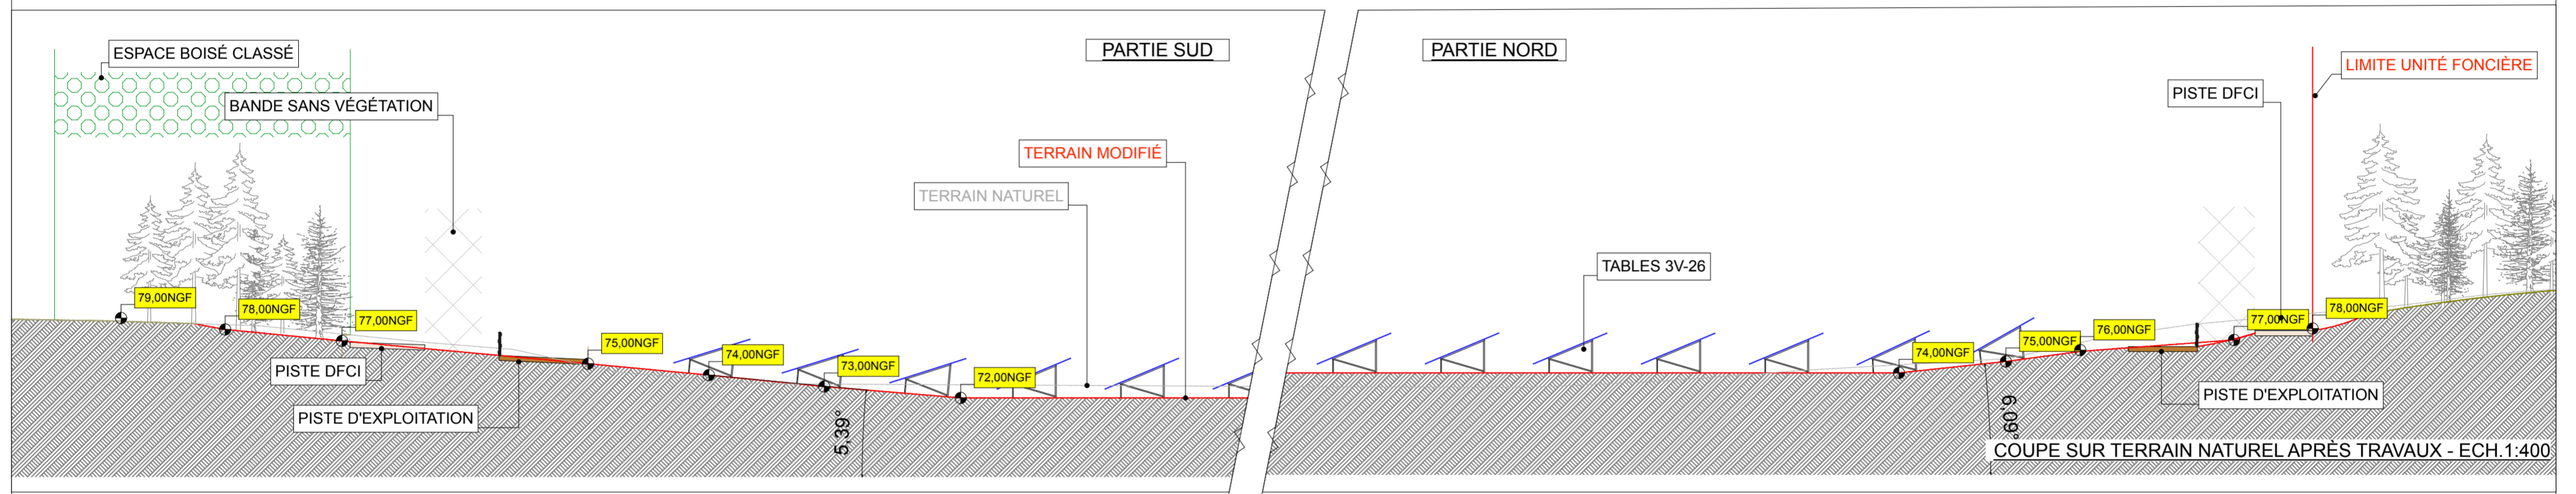 PARTIE SUD
PARTIE NORD
ESPACE BOISÉ CLASSÉ
LIMITE UNITÉ FONCIÈRE
PISTE DFCI
BANDE SANS VÉGÉTATION
TERRAIN MODIFIÉ
TERRAIN NATUREL
TABLES 3V-26
79,00NGF
78,00NGF
77,00NGF
75,00NGF
74,00NGF
73,00NGF
72,00NGF
74,00NGF
75,00NGF
76,00NGF
77,00NGF
78,00NGF
PISTE DFCI
PISTE D'EXPLOITATION
PISTE D'EXPLOITATION
5,39°
6,09°
COUPE SUR TERRAIN NATUREL APRÈS TRAVAUX - ECH.1:400